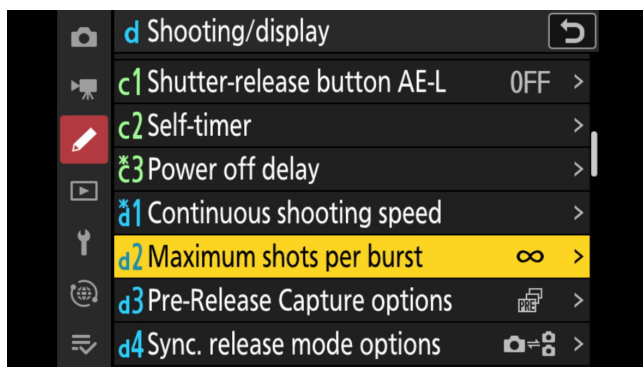 d Shooting/display
c1 Shutter-release button AE-L OFF >
c2 Self-timer >
*c3 Power off delay >
*d1 Continuous shooting speed >
d2 Maximum shots per burst ∞ >
d3 Pre-Release Capture options PRE >
d4 Sync. release mode options >